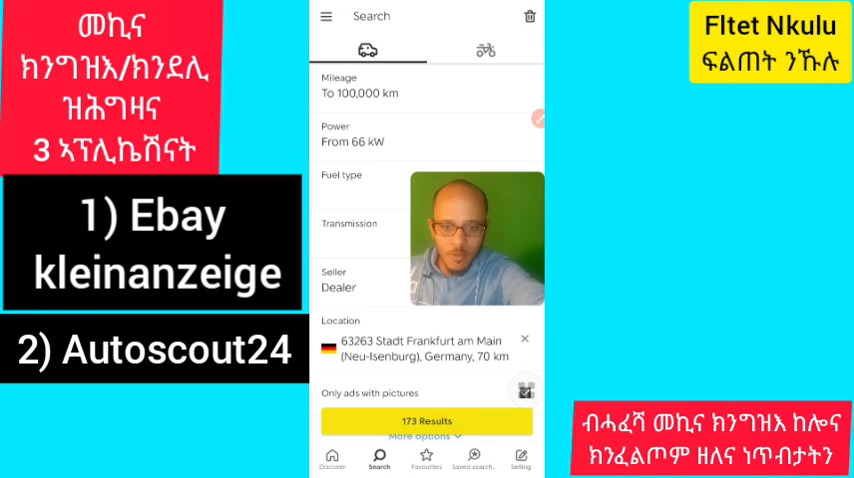 መኪና
ክንግዝእ/ክንደሊ
ዝሕግዛና
3 ኣፕሊኬሽናት
1) Ebay
kleinanzeige
2) Autoscout24
Search
Mileage
To 100,000 km
Power
From 66 kW
Fuel type
Transmission
Seller
Dealer
Location
63263 Stadt Frankfurt am Main
(Neu-Isenburg), Germany, 70 km
Only ads with pictures
173 Results
More options
Discover
Search
Favourites
Saved search..
Selling
Fltet Nkulu
ፍልጠት ንኹሉ
ብሓፈሻ መኪና ክንግዝእ ከሎና
ክንፈልጦም ዘለና ነጥብታትን